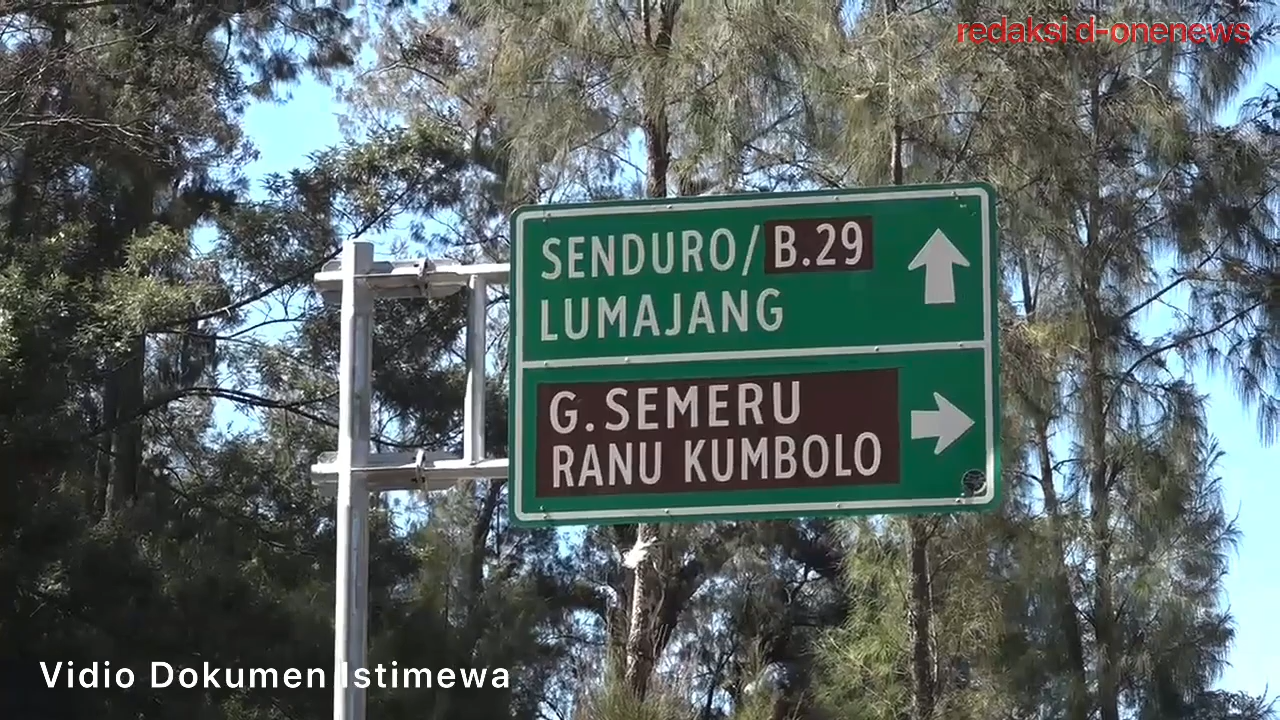 redaksi d-onenews
SENDURO/B.29
LUMAJANG
G.SEMERU
RANU KUMBOLO
Vidio Dokumen Istimewa